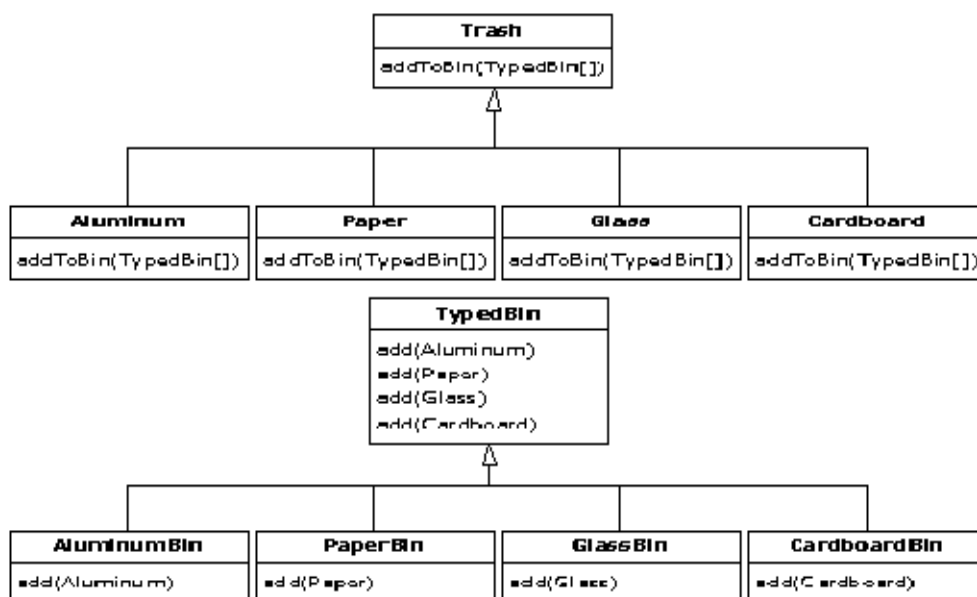 Trash
addToBin(TypedBin[])
Aluminum
Paper
Glass
Cardboard
addToBin(TypedBin[])
addToBin(TypedBin[])
addToBin(TypedBin[])
addToBin(TypedBin[])
TypedBin
add(Aluminum)
add(Paper)
add(Glass)
add(Cardboard)
AluminumBin
PaperBin
GlassBin
CardboardBin
add(Aluminum)
add(Paper)
add(Glass)
add(Cardboard)